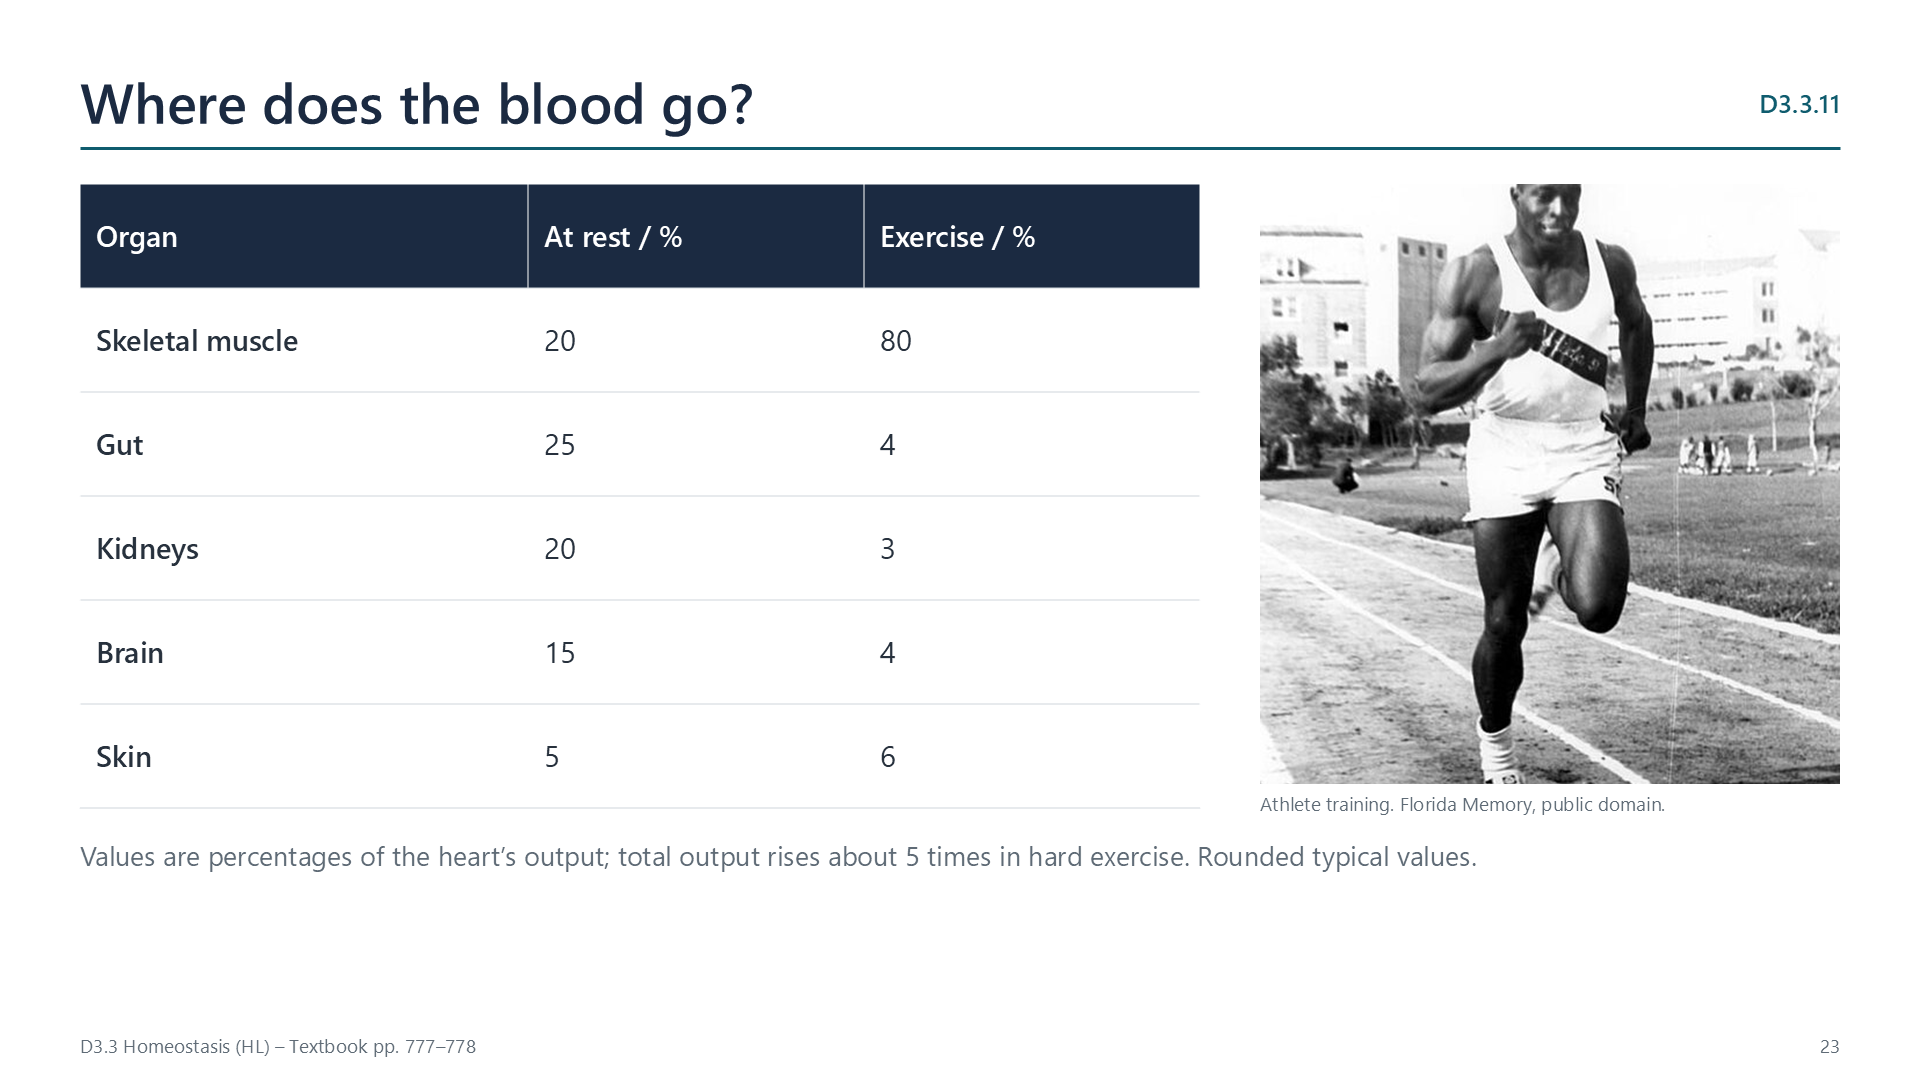 Where does the blood go?
D3.3.11
Organ At rest / % Exercise / %
Skeletal muscle 20 80
Gut 25 4
Kidneys 20 3
Brain 15 4
Skin 5 6
Athlete training. Florida Memory, public domain.
Values are percentages of the heart’s output; total output rises about 5 times in hard exercise. Rounded typical values.
D3.3 Homeostasis (HL) – Textbook pp. 777–778
23